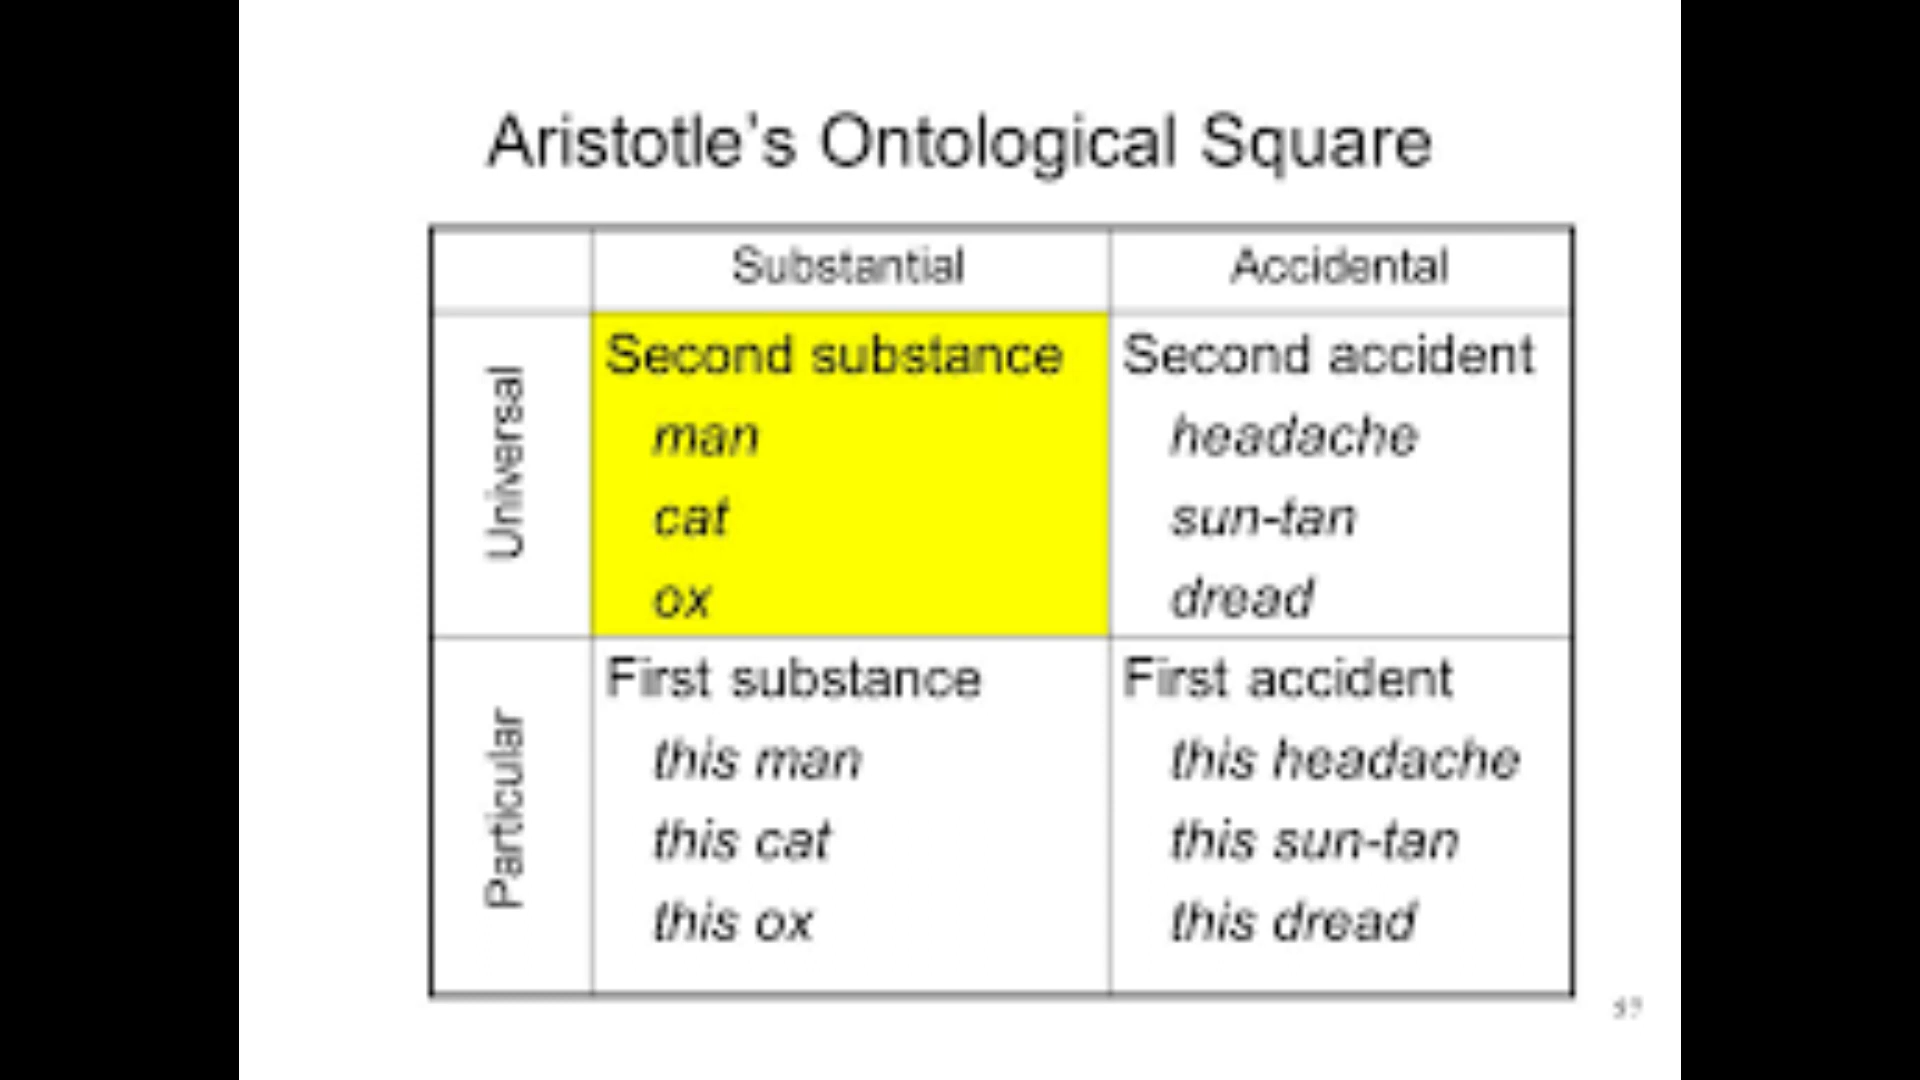 Aristotle's Ontological Square
Substantial Accidental
Universal
Second substance
man
cat
ox
Second accident
headache
sun-tan
dread
Particular
First substance
this man
this cat
this ox
First accident
this headache
this sun-tan
this dread